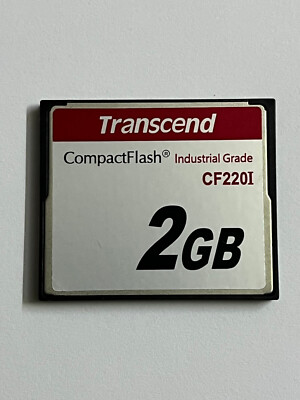 Transcend
CompactFlash® Industrial Grade
CF220I
2GB